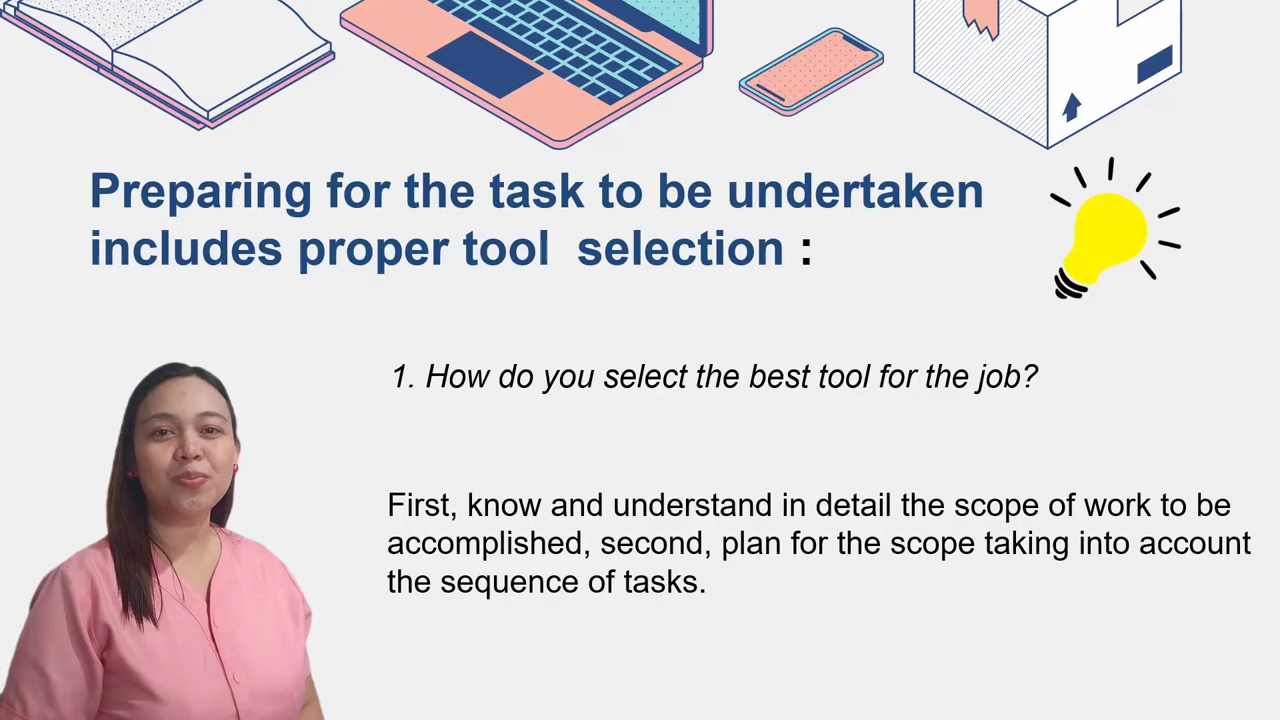 Preparing for the task to be undertaken
includes proper tool selection :
1. How do you select the best tool for the job?
First, know and understand in detail the scope of work to be
accomplished, second, plan for the scope taking into account
the sequence of tasks.